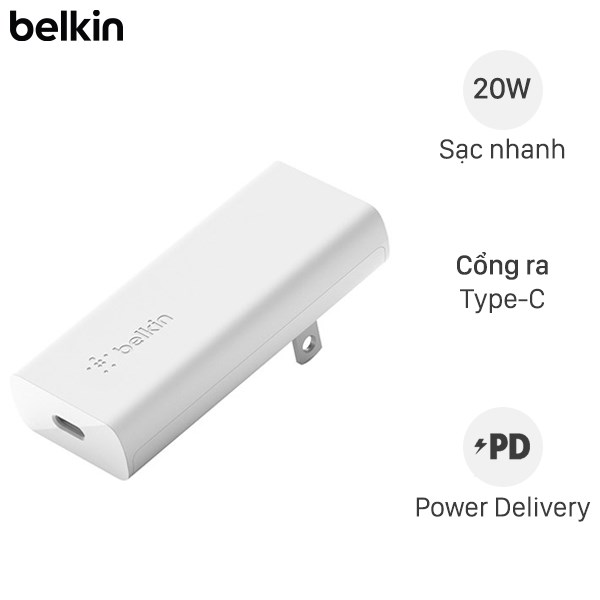 belkin
20W
Sạc nhanh
Cổng ra
Type-C
belkin
PD
Power Delivery